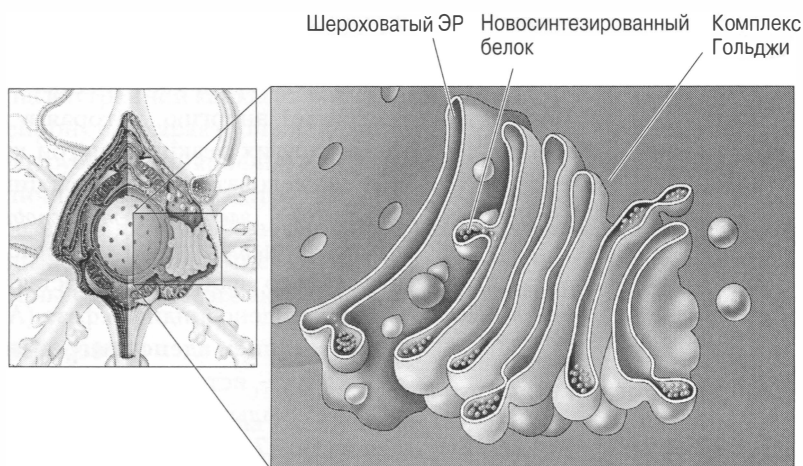 Шероховатый ЭР
Новосинтезированный
белок
Комплекс
Гольджи